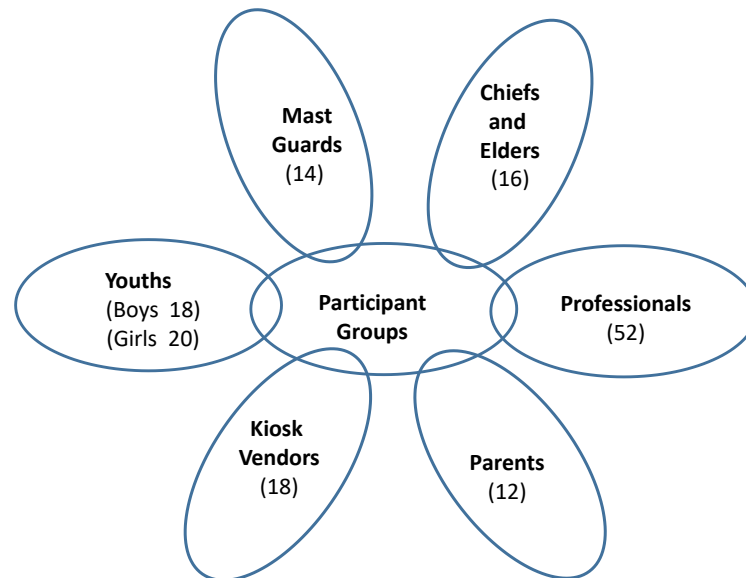 Mast
Guards
(14)
Chiefs
and
Elders
(16)
Youths
(Boys 18)
(Girls 20)
Participant
Groups
Professionals
(52)
Kiosk
Vendors
(18)
Parents
(12)